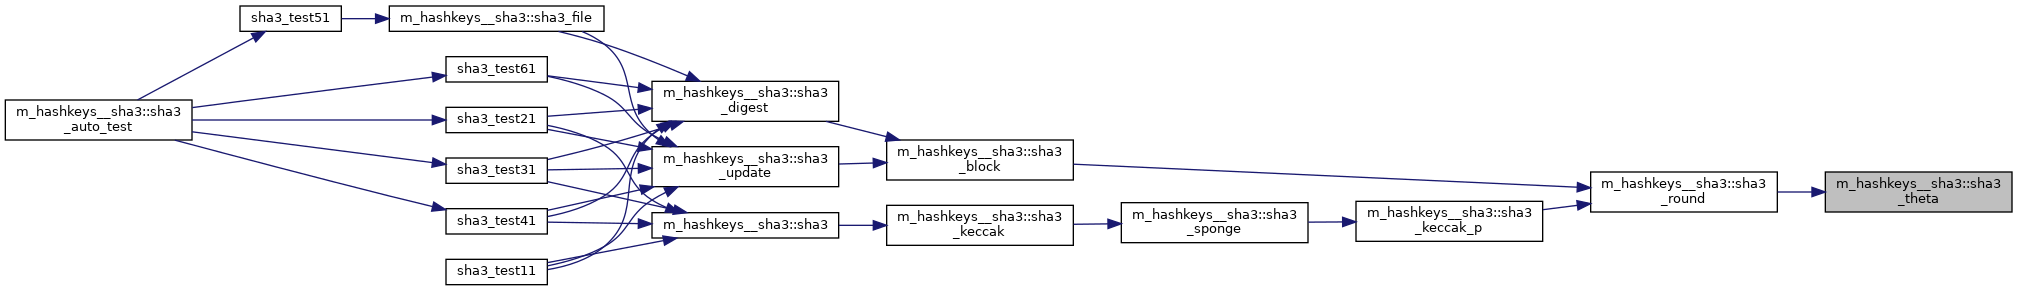 sha3_test51
m_hashkeys__sha3::sha3_file
sha3_test61
m_hashkeys__sha3::sha3
_digest
m_hashkeys__sha3::sha3
_auto_test
sha3_test21
m_hashkeys__sha3::sha3
_block
sha3_test31
m_hashkeys__sha3::sha3
_update
m_hashkeys__sha3::sha3
_round
m_hashkeys__sha3::sha3
_theta
sha3_test41
m_hashkeys__sha3::sha3
m_hashkeys__sha3::sha3
_keccak
m_hashkeys__sha3::sha3
_sponge
m_hashkeys__sha3::sha3
_keccak_p
sha3_test11